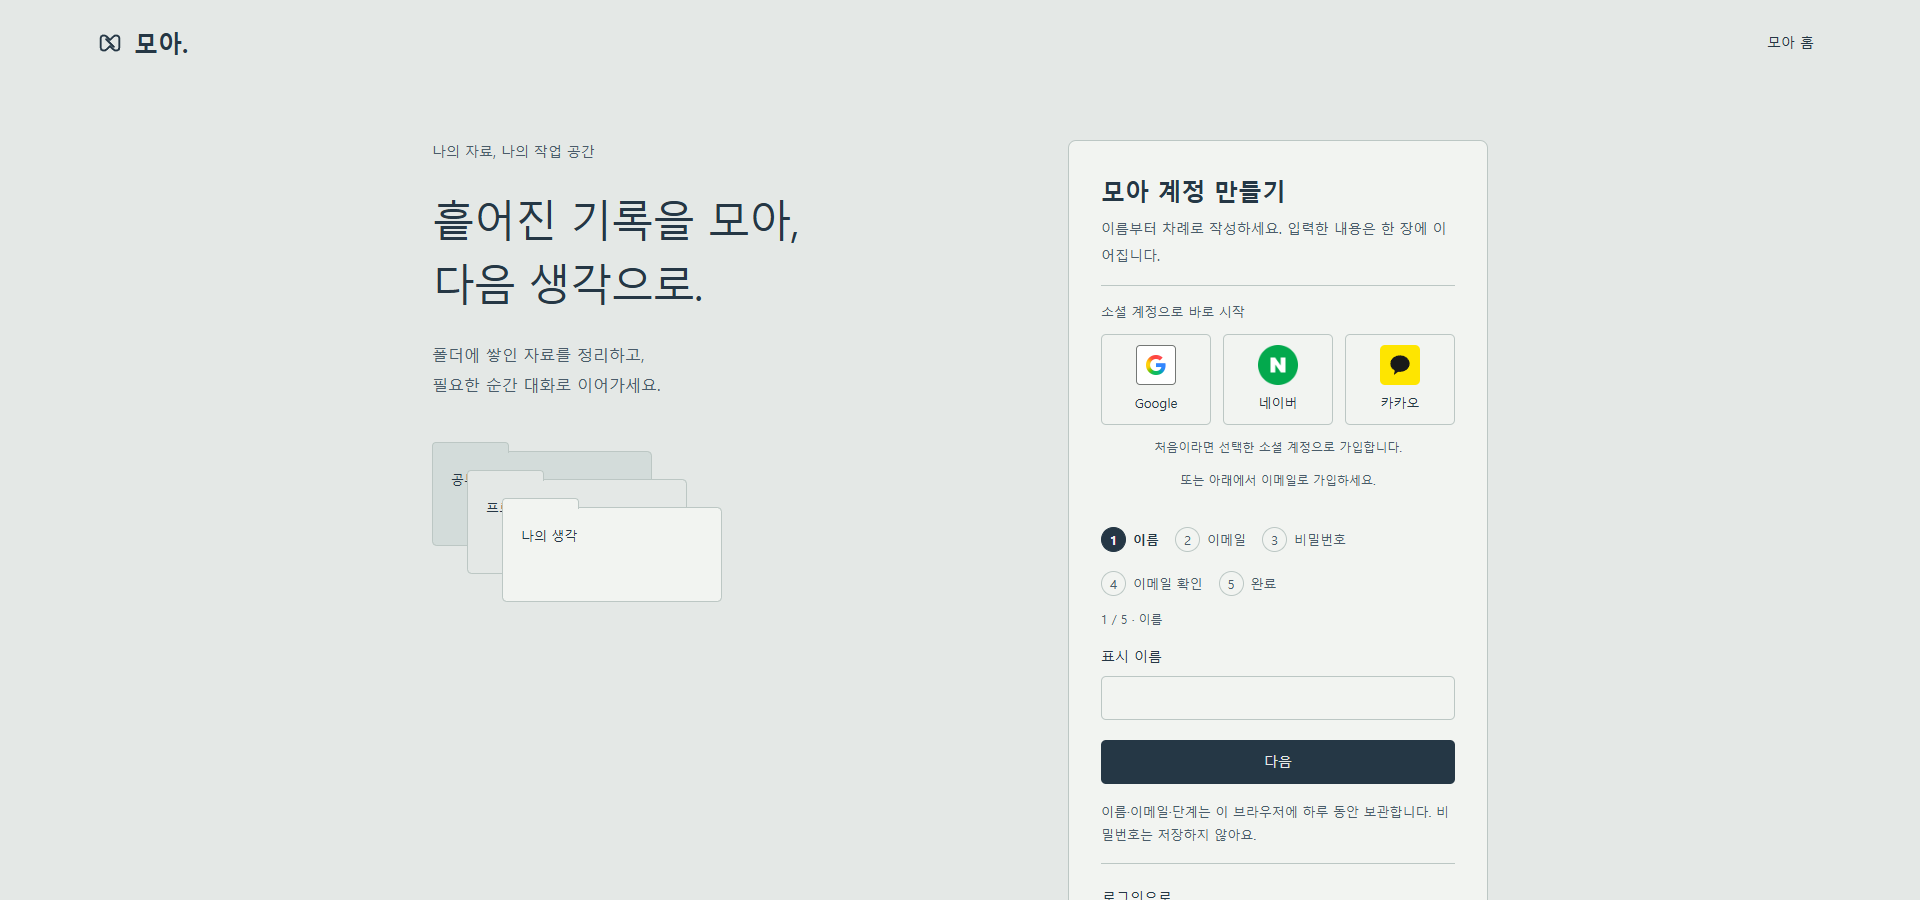 모아.
모아 홈
나의 자료, 나의 작업 공간
흩어진 기록을 모아,
다음 생각으로.
폴더에 쌓인 자료를 정리하고,
필요한 순간 대화로 이어가세요.
나의 생각
모아 계정 만들기
이름부터 차례로 작성하세요. 입력한 내용은 한 장에 이
어집니다.
소셜 계정으로 바로 시작
Google
네이버
카카오
처음이라면 선택한 소셜 계정으로 가입합니다.
또는 아래에서 이메일로 가입하세요.
1 이름 2 이메일 3 비밀번호
4 이메일 확인 5 완료
1 / 5 · 이름
표시 이름
다음
이름·이메일·단계는 이 브라우저에 하루 동안 보관합니다. 비
밀번호는 저장하지 않아요.
로그인으로